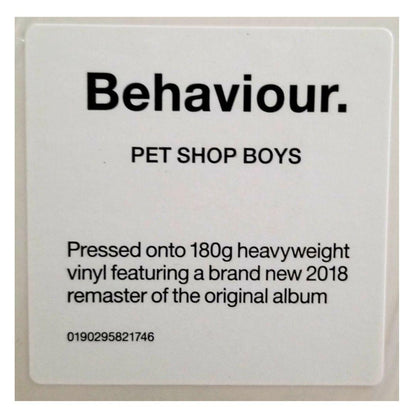 Behaviour.
PET SHOP BOYS
Pressed onto 180g heavyweight
vinyl featuring a brand new 2018
remaster of the original album
0190295821746